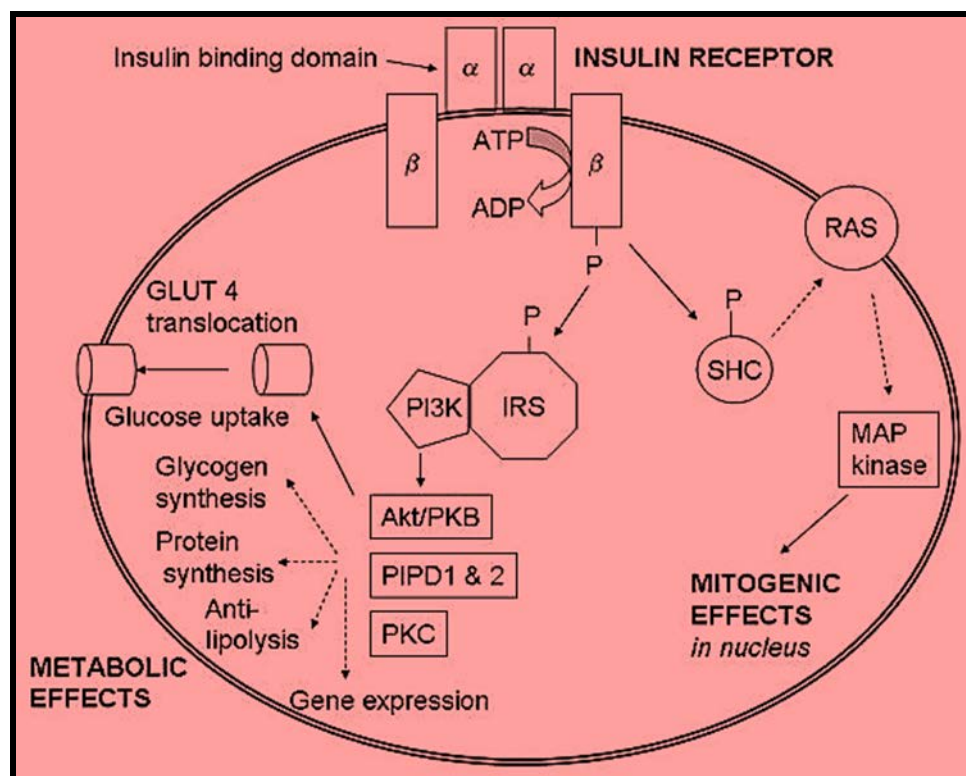 Insulin binding domain
α
α
INSULIN RECEPTOR
β
ATP
ADP
β
P
RAS
GLUT 4
translocation
Glucose uptake
P
PI3K
IRS
P
SHC
MAP
kinase
Glycogen
synthesis
Protein
synthesis
Anti-
lipolysis
Akt/PKB
PIPD1 & 2
PKC
MITOGENIC
EFFECTS
in nucleus
METABOLIC
EFFECTS
Gene expression